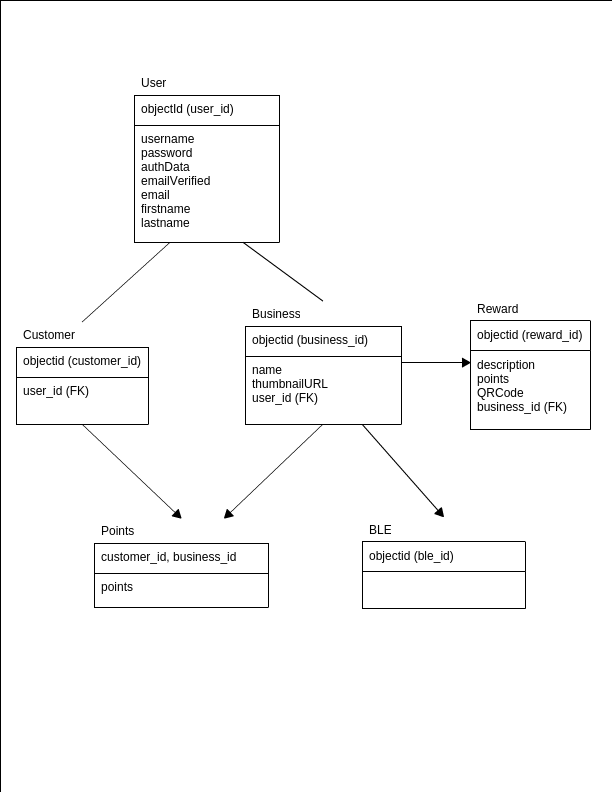 User
objectId (user_id)
username
password
authData
emailVerified
email
firstname
lastname
Customer
objectid (customer_id)
user_id (FK)
Business
objectid (business_id)
name
thumbnailURL
user_id (FK)
Reward
objectid (reward_id)
description
points
QRCode
business_id (FK)
Points
customer_id, business_id
points
BLE
objectid (ble_id)